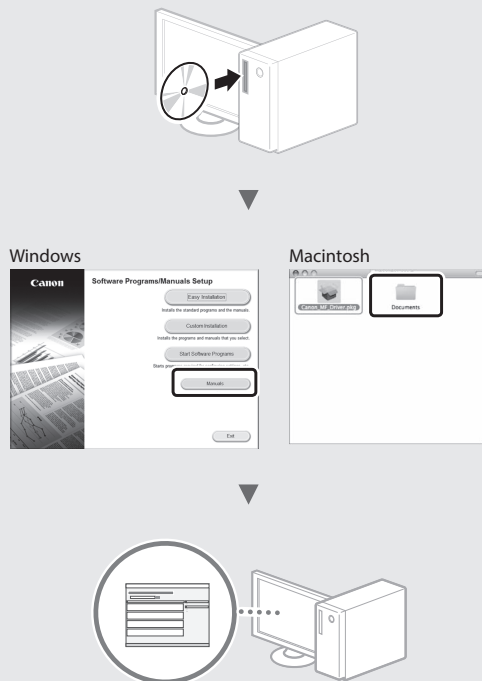 Windows
Macintosh
Canon
Software Programs/Manuals Setup
Easy Installation
Installs the standard programs and the manuals.
Custom Installation
Installs the programs and manuals that you select.
Start Software Programs
Manuals
Exit
Canon_MF_Driver.pkg
Documents